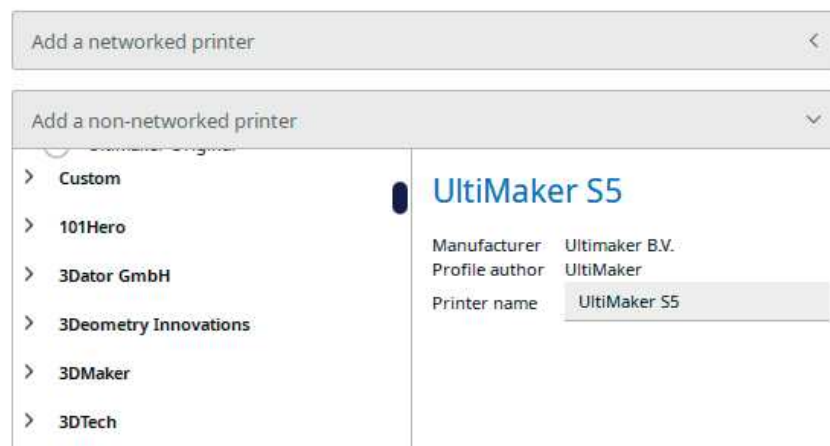 Add a networked printer
Add a non-networked printer
Custom
101Hero
3Dator GmbH
3Deometry Innovations
3DMaker
3DTech
UltiMaker S5
Manufacturer Ultimaker B.V.
Profile author UltiMaker
Printer name UltiMaker S5